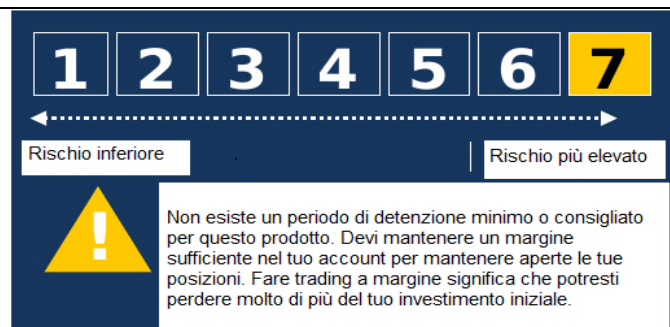 1 2 3 4 5 6 7
Rischio inferiore
Rischio più elevato
!
Non esiste un periodo di detenzione minimo o consigliato
per questo prodotto. Devi mantenere un margine
sufficiente nel tuo account per mantenere aperte le tue
posizioni. Fare trading a margine significa che potresti
perdere molto di più del tuo investimento iniziale.